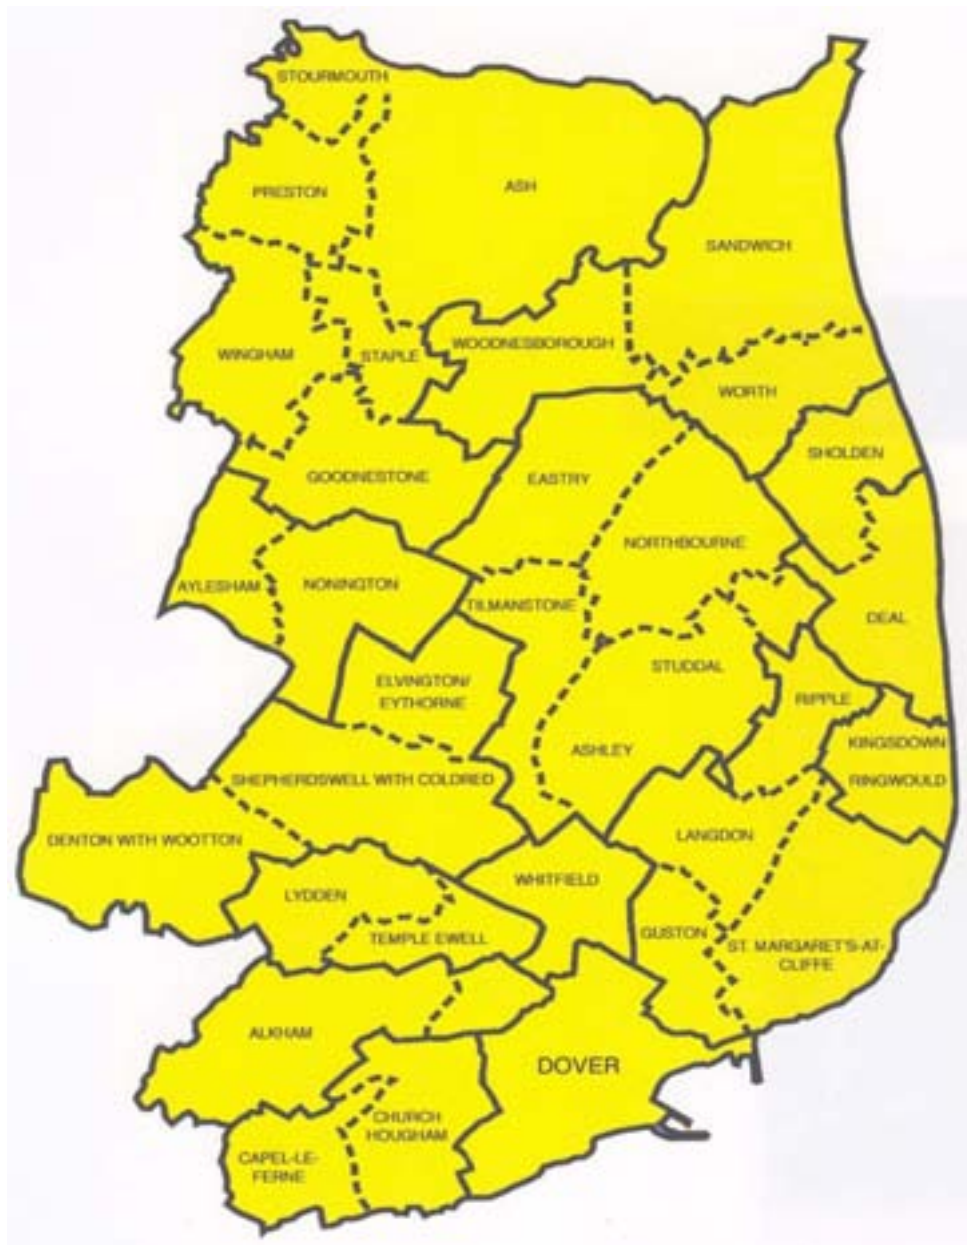 STOURMOUTH
ASH
PRESTON
SANDWICH
WINGHAM
STAPLE
WOODNESBOROUGH
WORTH
SHOLDEN
GOODNESTONE
EASTRY
NORTHBOURNE
AYLESHAM
NONINGTON
TILMANSTONE
DEAL
STUDDAL
ELVINGTON/
EYTHORNE
RIPPLE
ASHLEY
KINGSDOWN
RINGWOULD
SHEPHERDSWELL WITH COLDRED
DENTON WITH WOOTTON
LANGDON
WHITFIELD
LYDDEN
TEMPLE EWELL
GUSTON
ST. MARGARET'S-AT-
CLIFFE
ALKHAM
DOVER
CHURCH
HOUGHAM
CAPEL-LE-
FERNE